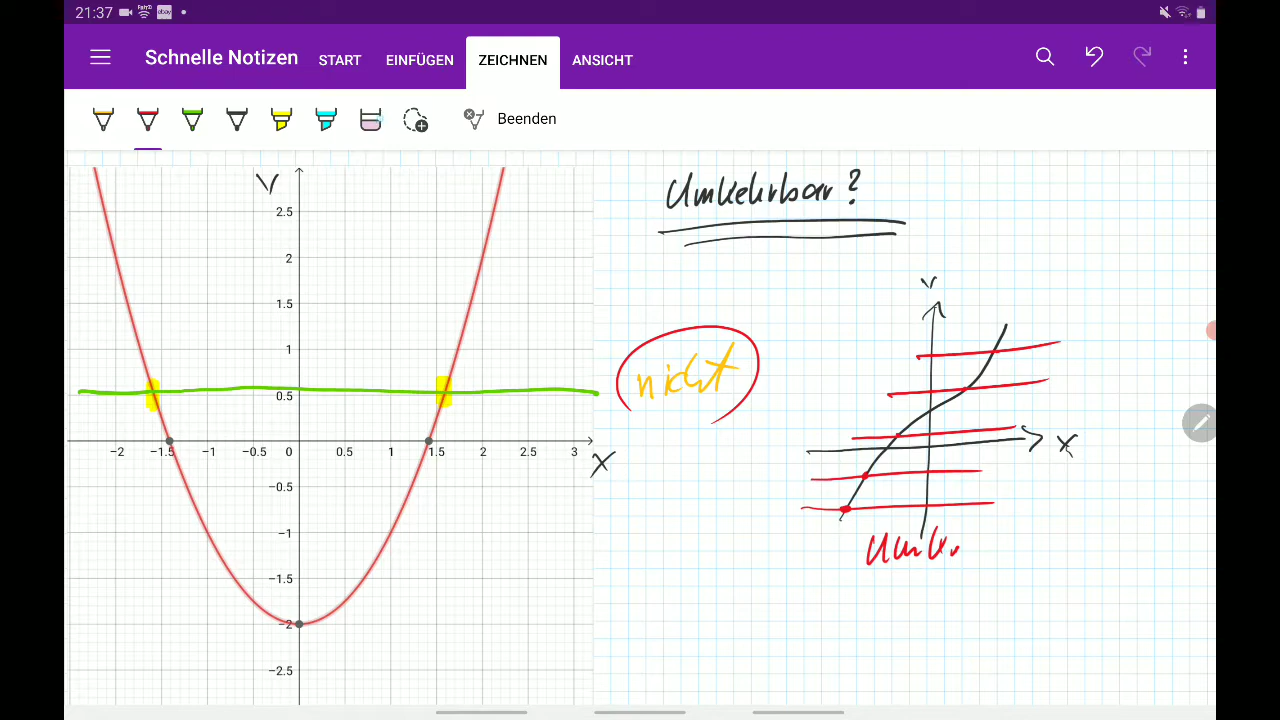 21:37
Schnelle Notizen START EINFÜGEN ZEICHNEN ANSICHT
Beenden
Umkehrbar?
y
2.5
2
1.5
1
0.5
−2 −1.5 −1 −0.5 0 0.5 1 1.5 2 2.5 3 x
−0.5
−1
−1.5
−2
−2.5
nicht
y
x
Umk